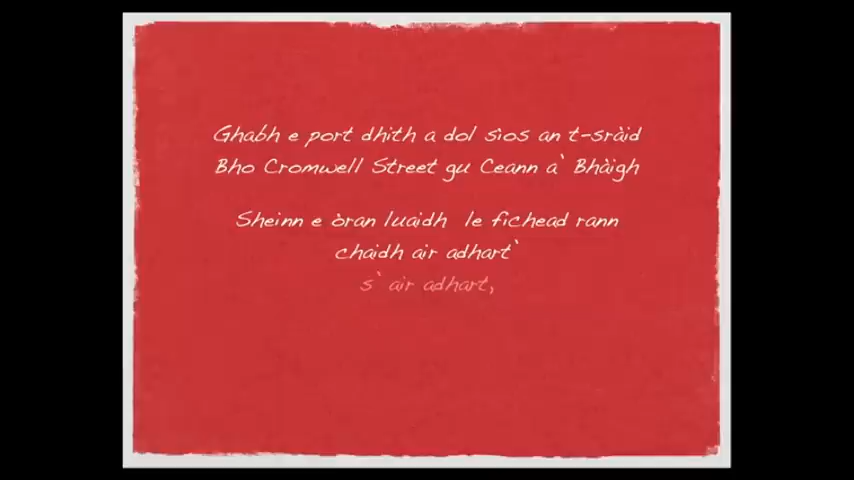 Ghabh e port dhith a dol sìos an t-sràid
Bho Cromwell Street gu Ceann a` Bhàigh
Sheinn e òran luaidh le fichead rann
chaidh air adhart`
s` air adhart,